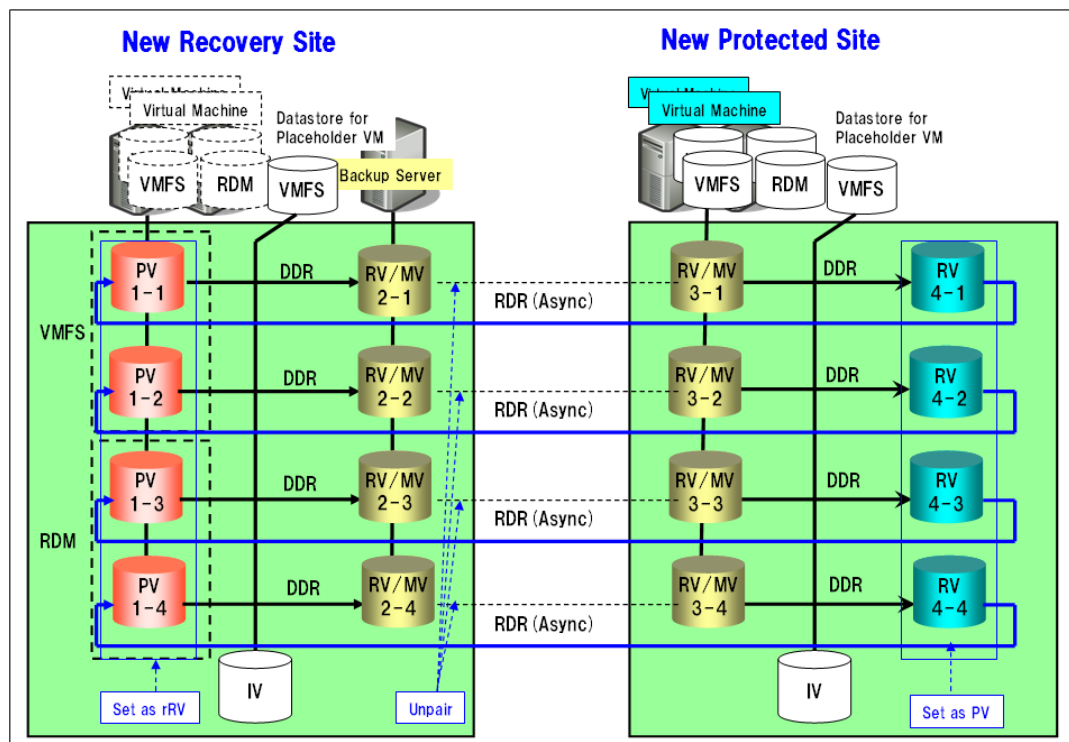 New Recovery Site
New Protected Site
Virtual Machine
Virtual Machine
Datastore for
Placeholder VM
VMFS
RDM
VMFS
Backup Server
Virtual Machine
Virtual Machine
Datastore for
Placeholder VM
VMFS
RDM
VMFS
VMFS
RDM
PV
1-1
DDR
RV/MV
2-1
RDR (Async)
RV/MV
3-1
DDR
RV
4-1
PV
1-2
DDR
RV/MV
2-2
RDR (Async)
RV/MV
3-2
DDR
RV
4-2
PV
1-3
DDR
RV/MV
2-3
RDR (Async)
RV/MV
3-3
DDR
RV
4-3
PV
1-4
DDR
RV/MV
2-4
RDR (Async)
RV/MV
3-4
DDR
RV
4-4
Set as rRV
IV
Unpair
IV
Set as PV